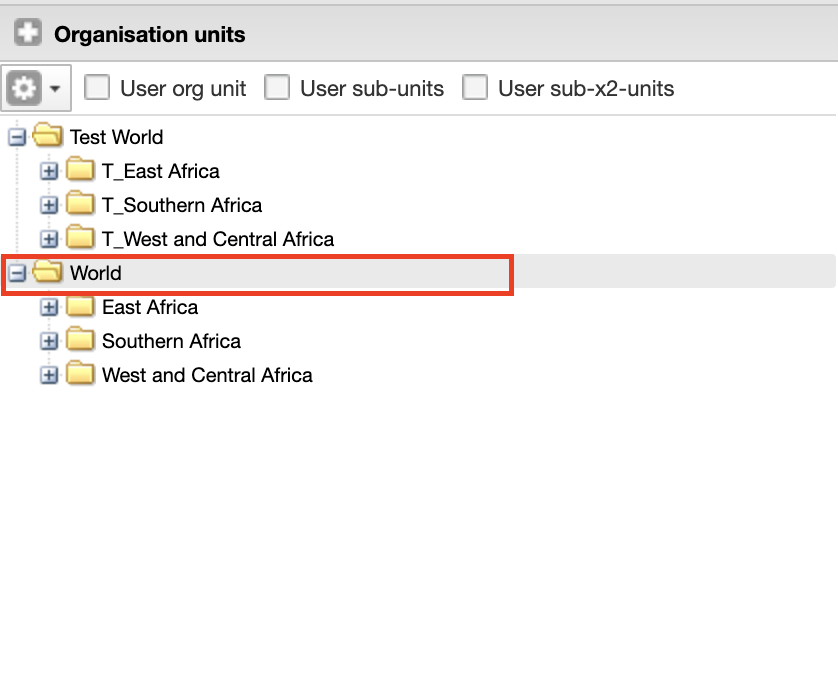 Organisation units
User org unit User sub-units User sub-x2-units
Test World
T_East Africa
T_Southern Africa
T_West and Central Africa
World
East Africa
Southern Africa
West and Central Africa